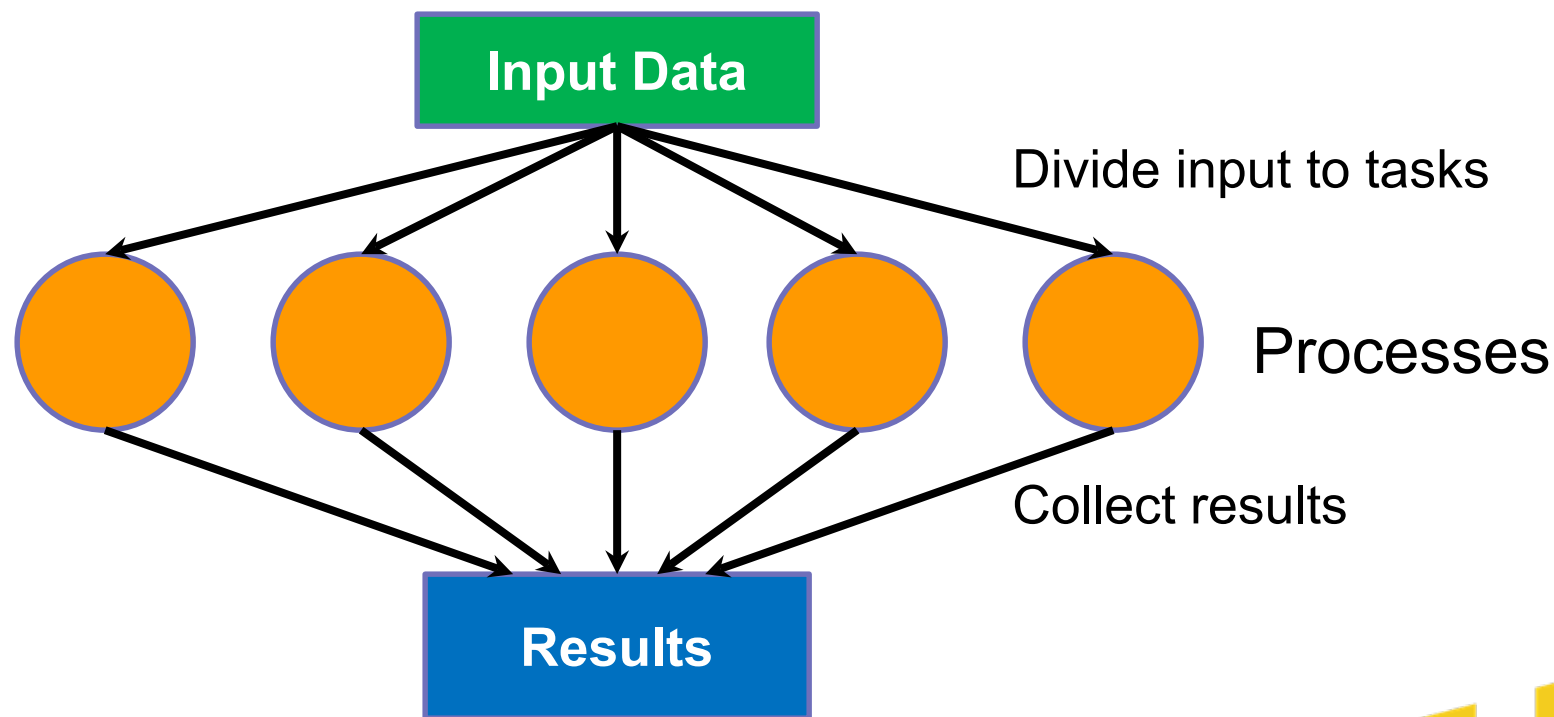 Input Data
Divide input to tasks
Processes
Collect results
Results